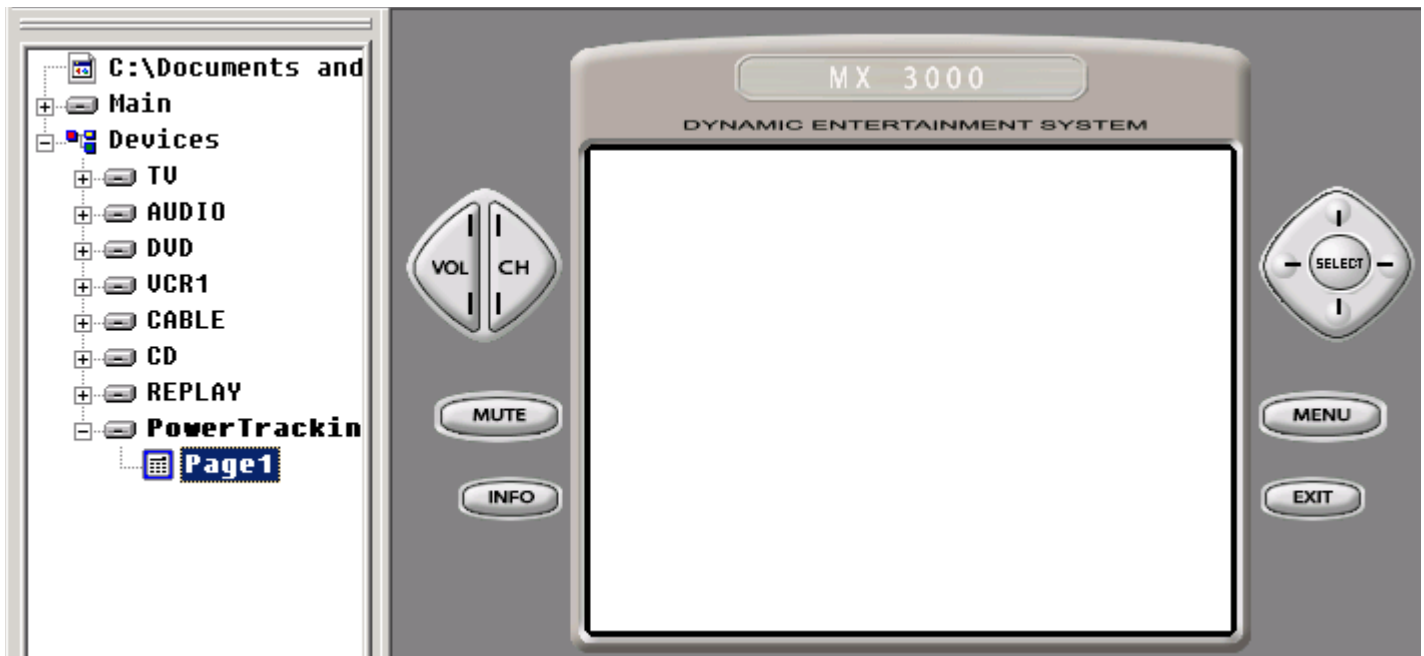 C:\Documents and
Main
Devices
TV
AUDIO
DVD
VCR1
CABLE
CD
REPLAY
PowerTrackin
Page1
MX 3000
DYNAMIC ENTERTAINMENT SYSTEM
VOL
CH
SELECT
MUTE
MENU
INFO
EXIT